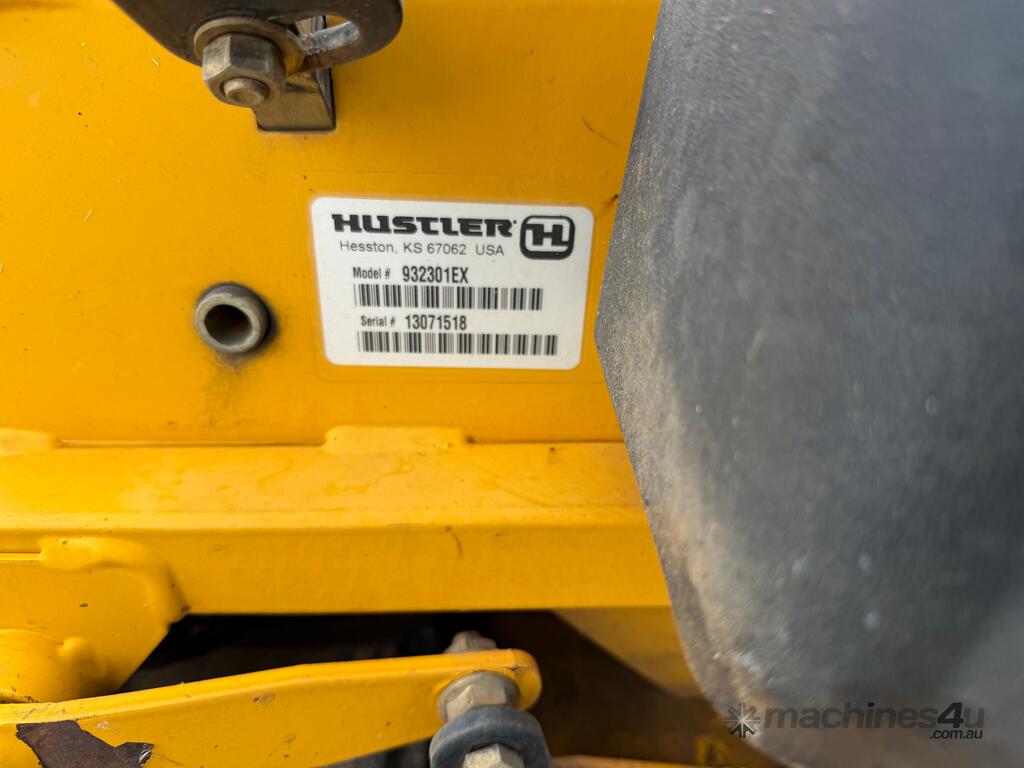 HUSTLER H
Hesston, KS 67062 USA
Model # 932301EX
Serial # 13071518
machines4u
.com.au